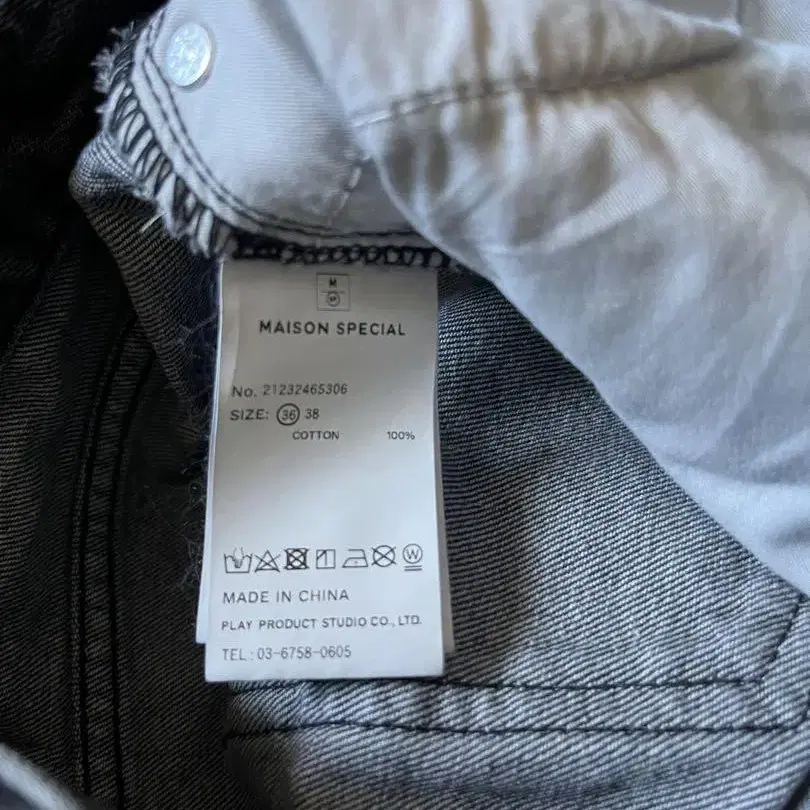 M
MAISON SPECIAL
No. 21232465306
SIZE: 36 38
COTTON 100%
W
MADE IN CHINA
PLAY PRODUCT STUDIO CO., LTD.
TEL : 03-6758-0605